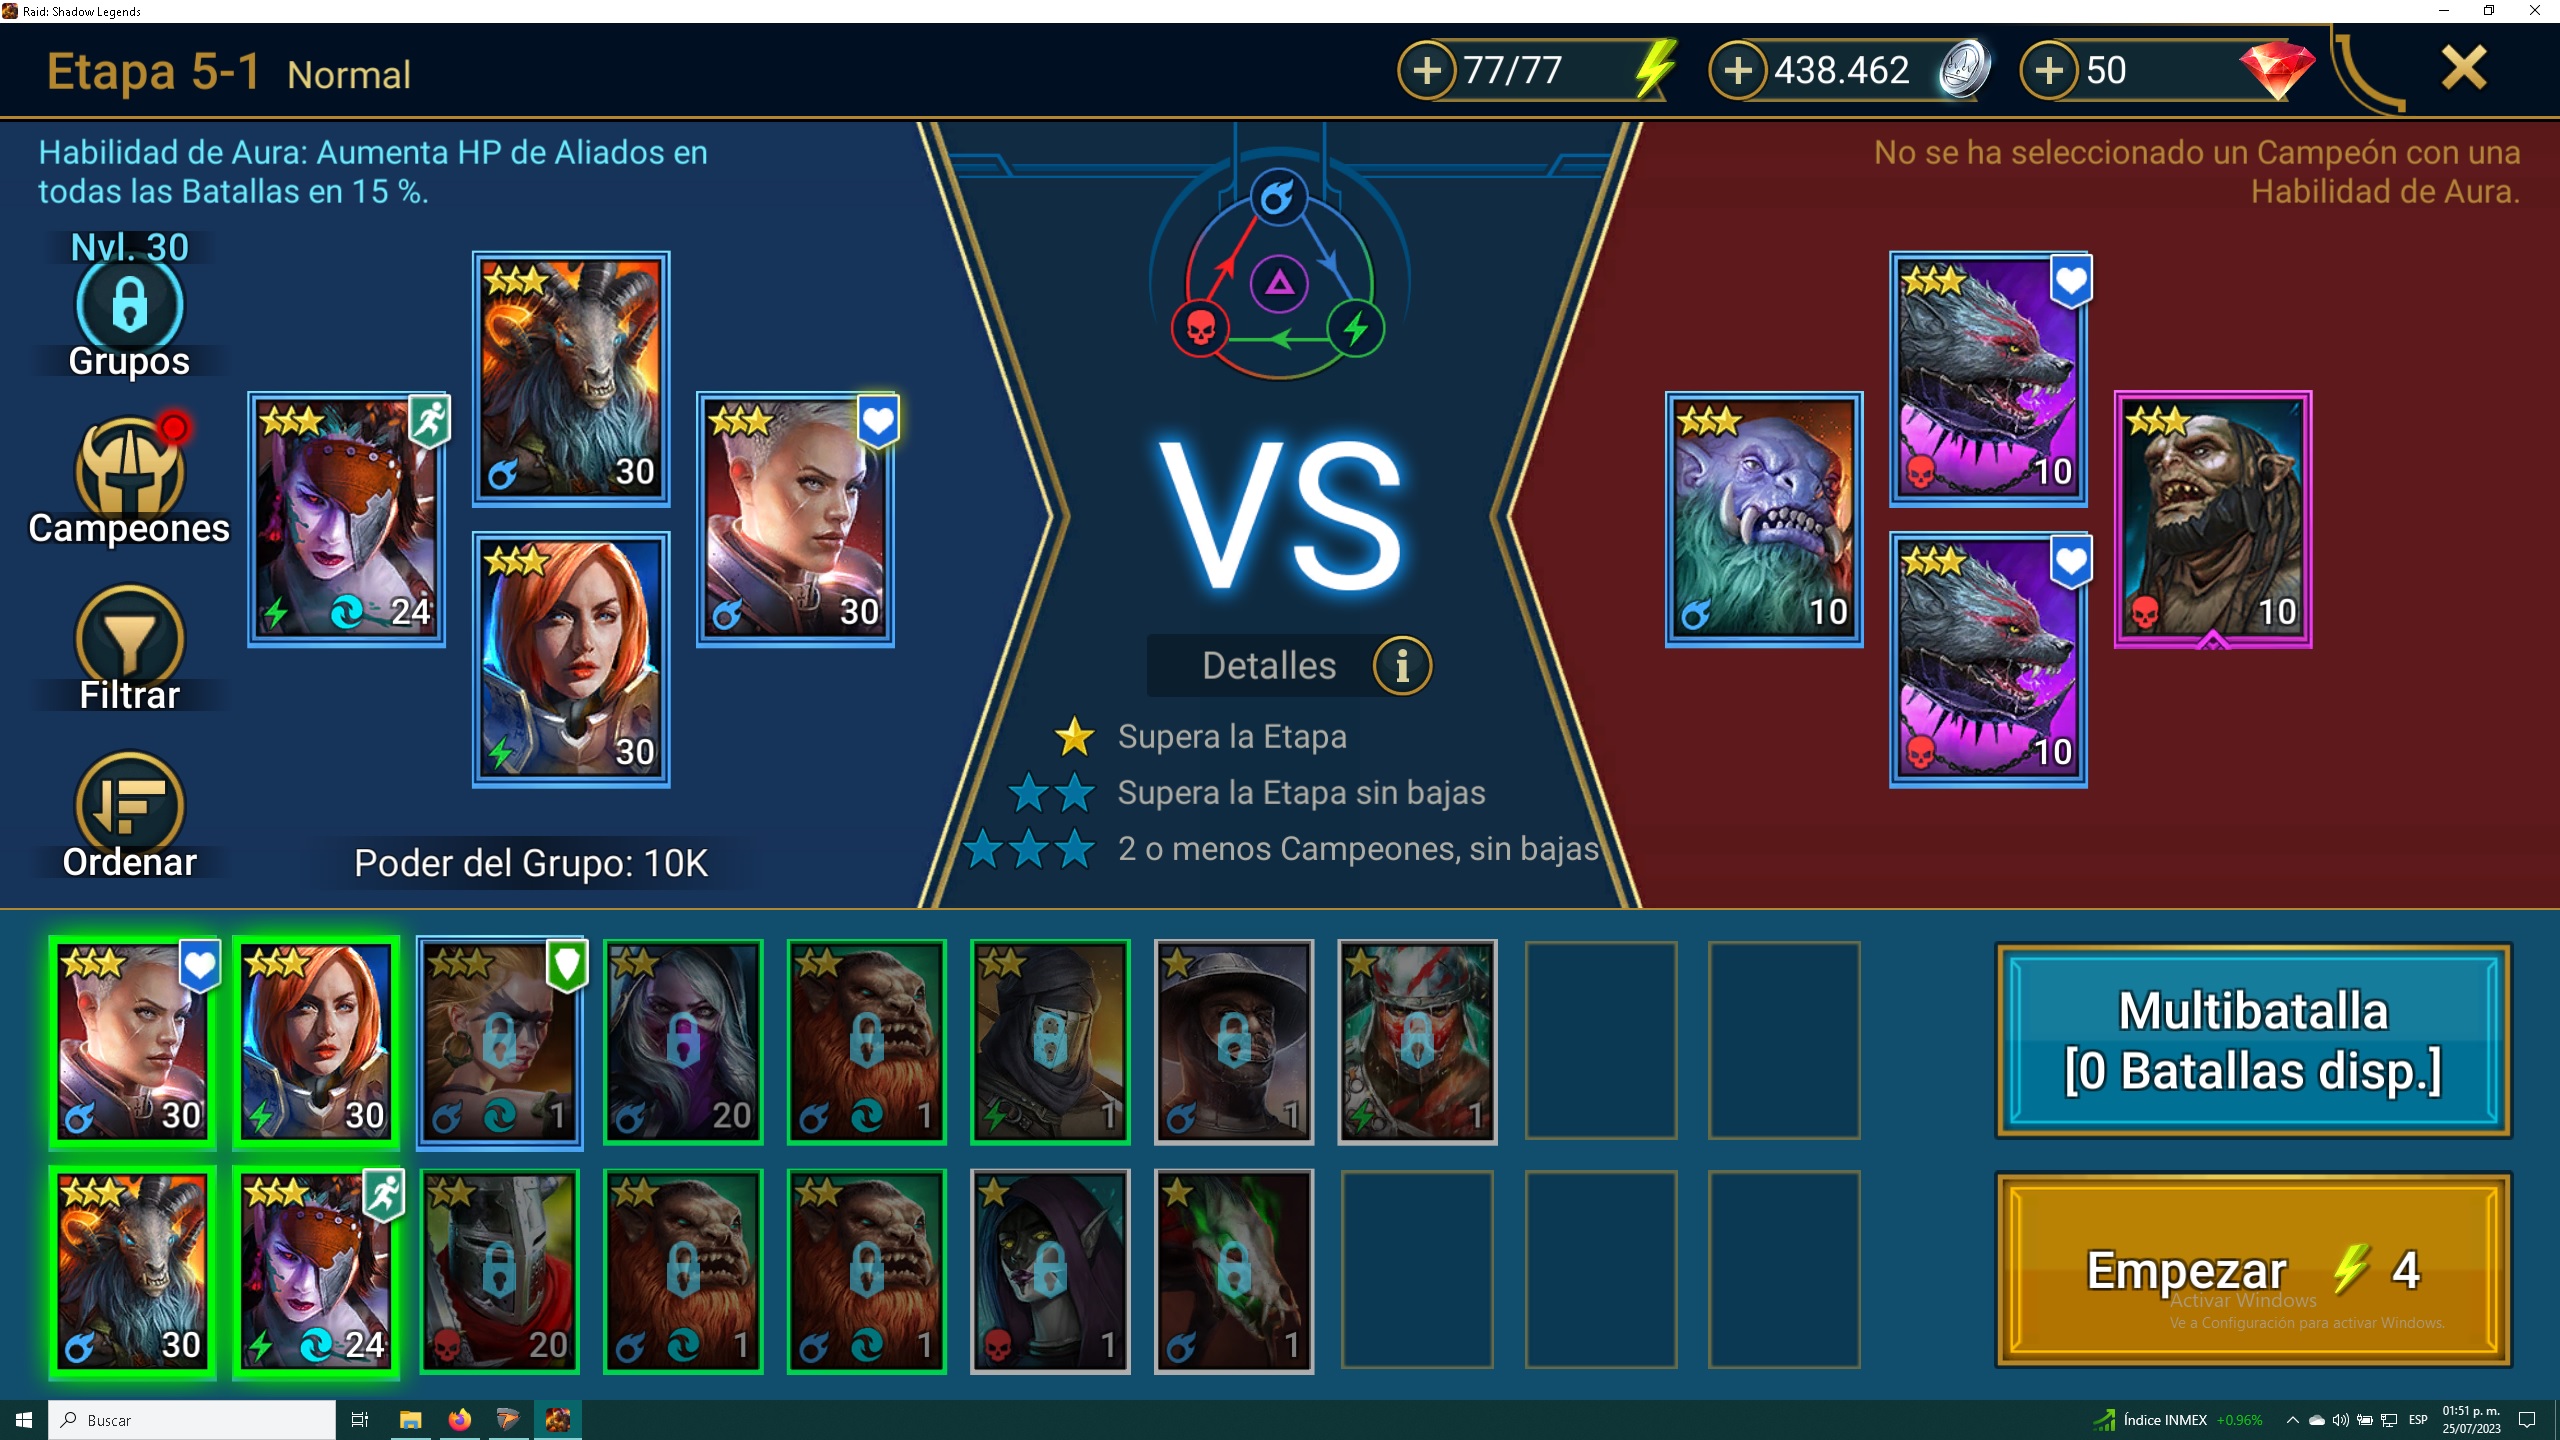 Raid: Shadow Legends
Etapa 5-1 Normal
77/77
438.462
50
Habilidad de Aura: Aumenta HP de Aliados en
todas las Batallas en 15 %.
No se ha seleccionado un Campeón con una
Habilidad de Aura.
Nvl. 30
Grupos
Campeones
Filtrar
Ordenar
30
24
30
30
Poder del Grupo: 10K
VS
Detalles
Supera la Etapa
Supera la Etapa sin bajas
2 o menos Campeones, sin bajas
10
10
10
10
30
30
1
20
1
1
1
1
30
24
20
1
1
1
1
Multibatalla
[0 Batallas disp.]
Empezar 4
Activar Windows
Ve a Configuración para activar Windows.
Buscar
Índice INMEX +0.96%
ESP
01:51 p. m.
25/07/2023